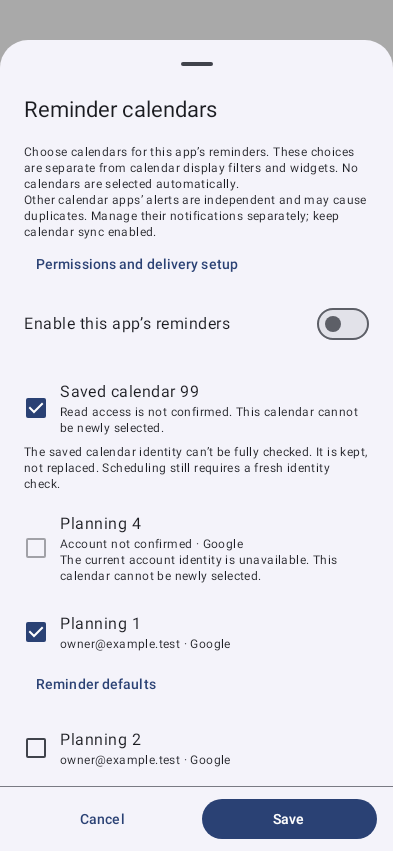 Reminder calendars
Choose calendars for this app’s reminders. These choices
are separate from calendar display filters and widgets. No
calendars are selected automatically.
Other calendar apps’ alerts are independent and may cause
duplicates. Manage their notifications separately; keep
calendar sync enabled.
Permissions and delivery setup
Enable this app’s reminders
Saved calendar 99
Read access is not confirmed. This calendar cannot
be newly selected.
The saved calendar identity can’t be fully checked. It is kept,
not replaced. Scheduling still requires a fresh identity
check.
Planning 4
Account not confirmed · Google
The current account identity is unavailable. This
calendar cannot be newly selected.
Planning 1
owner@example.test · Google
Reminder defaults
Planning 2
owner@example.test · Google
Cancel
Save